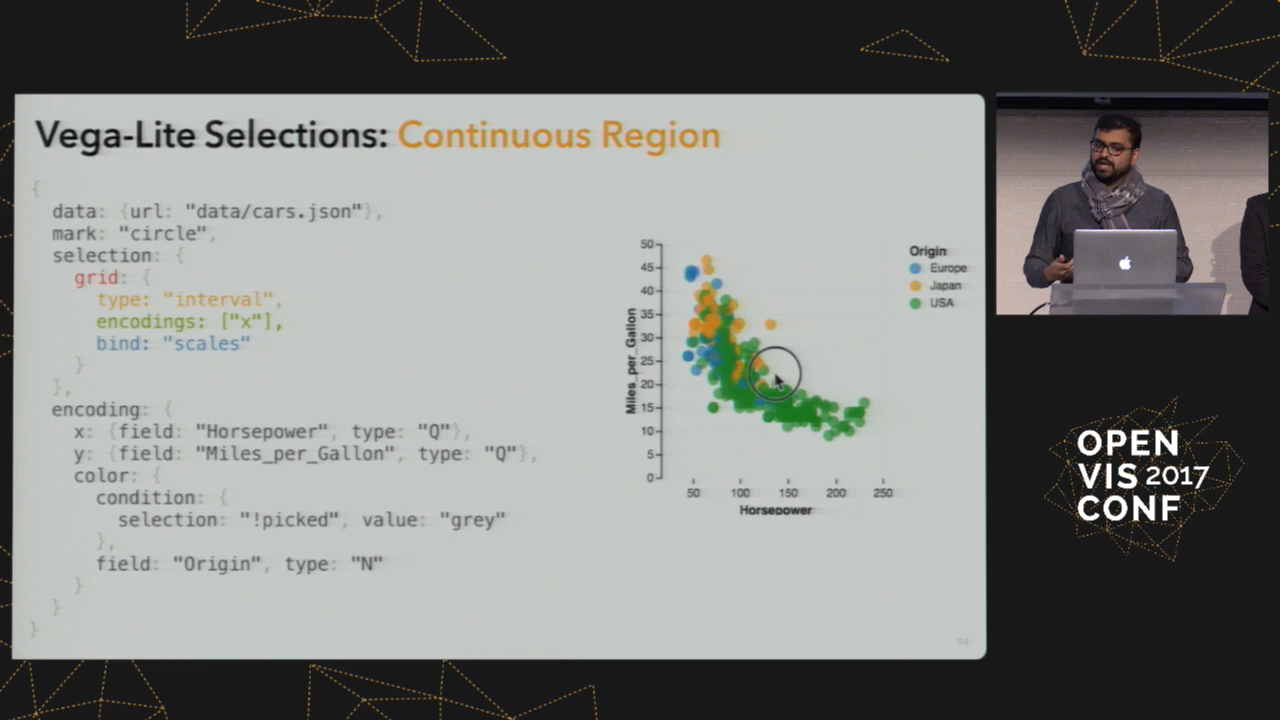 Vega-Lite Selections: Continuous Region
{
data: {url: "data/cars.json"},
mark: "circle",
selection: {
grid: {
type: "interval",
encodings: ["x"],
bind: "scales"
}
},
encoding: {
x: {field: "Horsepower", type: "Q"},
y: {field: "Miles_per_Gallon", type: "Q"},
color: {
condition: {
selection: "!picked", value: "grey"
},
field: "Origin", type: "N"
}
}
}
Miles_per_Gallon
50
45
40
35
30
25
20
15
10
5
0
50 100 150 200 250
Horsepower
Origin
Europe
Japan
USA
94
OPEN
VIS 2017
CONF